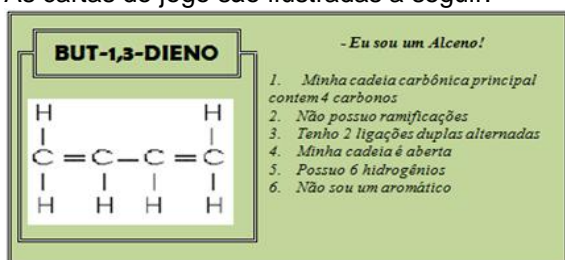 As cartas do jogo são ilustradas a seguir:
BUT-1,3-DIENO
H H
C=C–C=C
H H H H
- Eu sou um Alceno!
1. Minha cadeia carbônica principal
contem 4 carbonos
2. Não possuo ramificações
3. Tenho 2 ligações duplas alternadas
4. Minha cadeia é aberta
5. Possuo 6 hidrogênios
6. Não sou um aromático